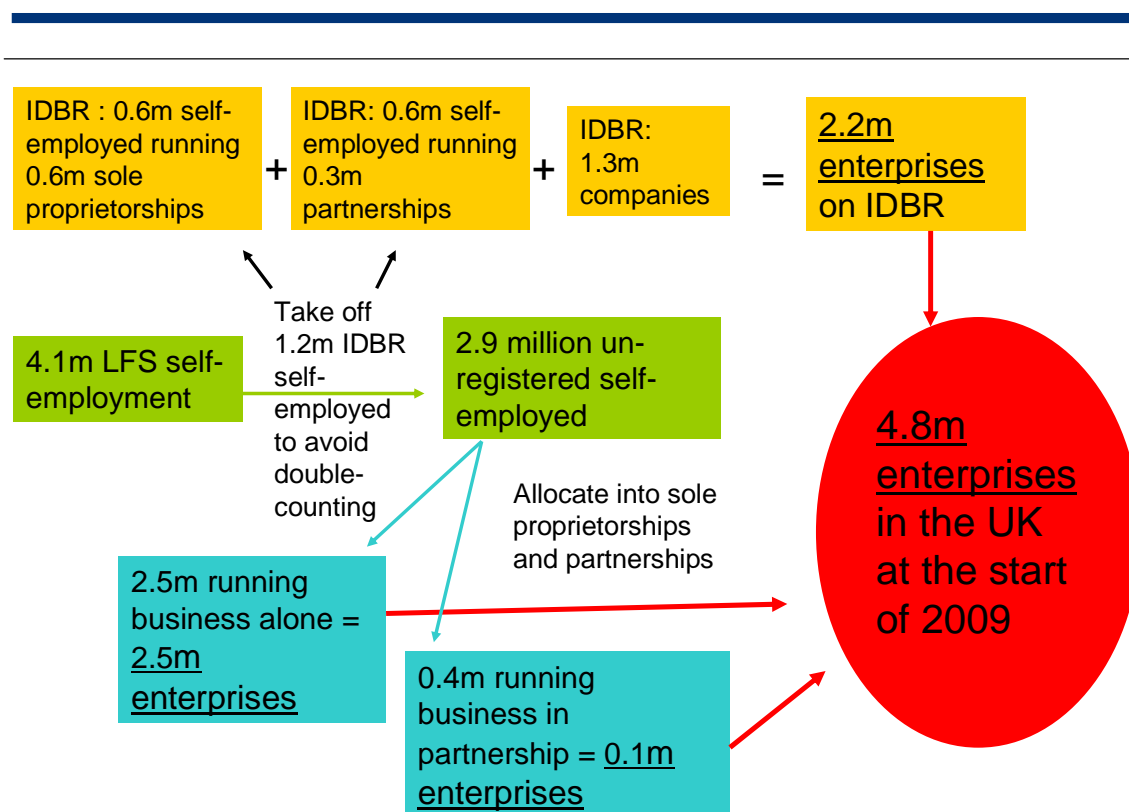 IDBR : 0.6m self-
employed running
0.6m sole
proprietorships
+
IDBR: 0.6m self-
employed running
0.3m
partnerships
+
IDBR:
1.3m
companies
=
2.2m
enterprises
on IDBR
4.1m LFS self-
employment
Take off
1.2m IDBR
self-
employed
to avoid
double-
counting
2.9 million un-
registered self-
employed
Allocate into sole
proprietorships
and partnerships
2.5m running
business alone =
2.5m
enterprises
0.4m running
business in
partnership = 0.1m
enterprises
4.8m
enterprises
in the UK
at the start
of 2009